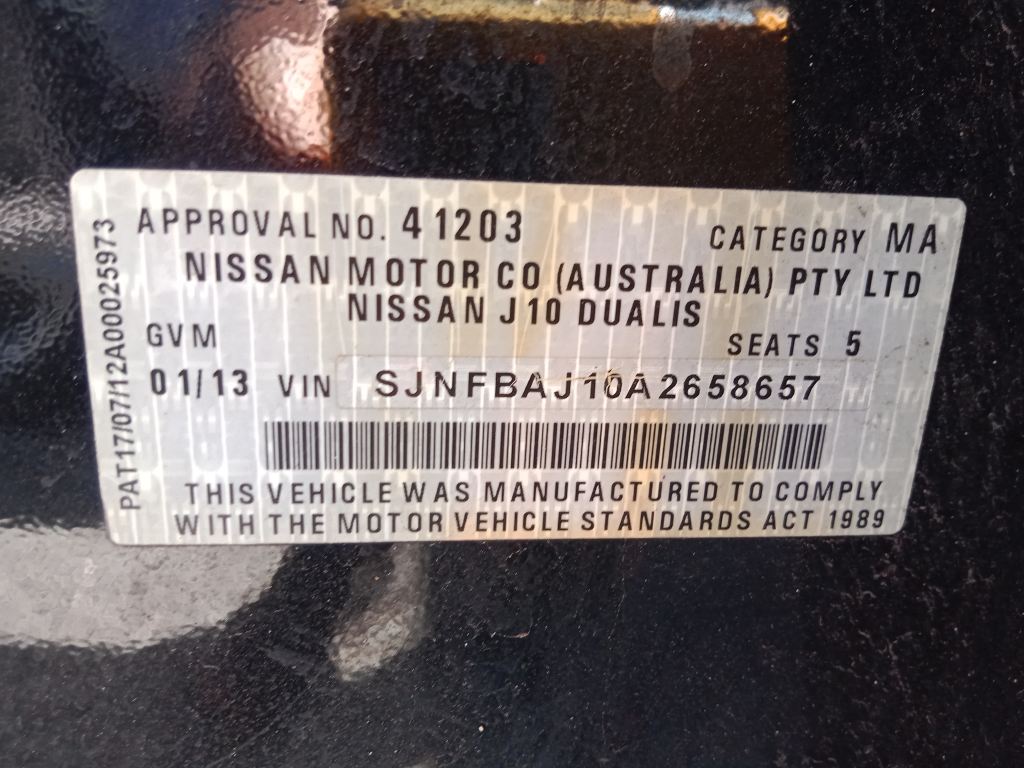 APPROVAL NO. 41203 CATEGORY MA
NISSAN MOTOR CO (AUSTRALIA) PTY LTD
NISSAN J10 DUALIS
GVM SEATS 5
01/13 VIN SJNFBAJ10A2658657
THIS VEHICLE WAS MANUFACTURED TO COMPLY
WITH THE MOTOR VEHICLE STANDARDS ACT 1989
PAT17/07/12A00025973